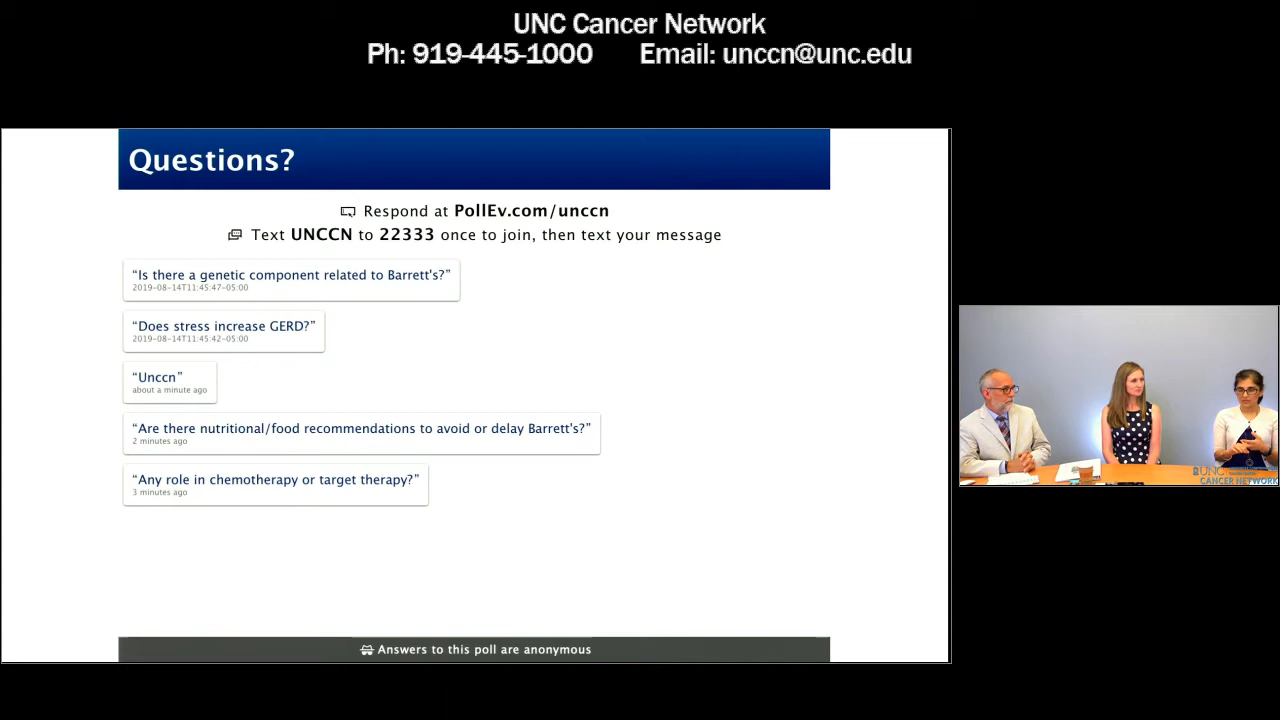 UNC Cancer Network
Ph: 919-445-1000 Email: unccn@unc.edu
Questions?
Respond at PollEv.com/unccn
Text UNCCN to 22333 once to join, then text your message
“Is there a genetic component related to Barrett's?”
2019-08-14T11:45:47-05:00
“Does stress increase GERD?”
2019-08-14T11:45:42-05:00
“Unccn”
about a minute ago
“Are there nutritional/food recommendations to avoid or delay Barrett's?”
2 minutes ago
“Any role in chemotherapy or target therapy?”
3 minutes ago
Answers to this poll are anonymous
UNC
CANCER NETWORK